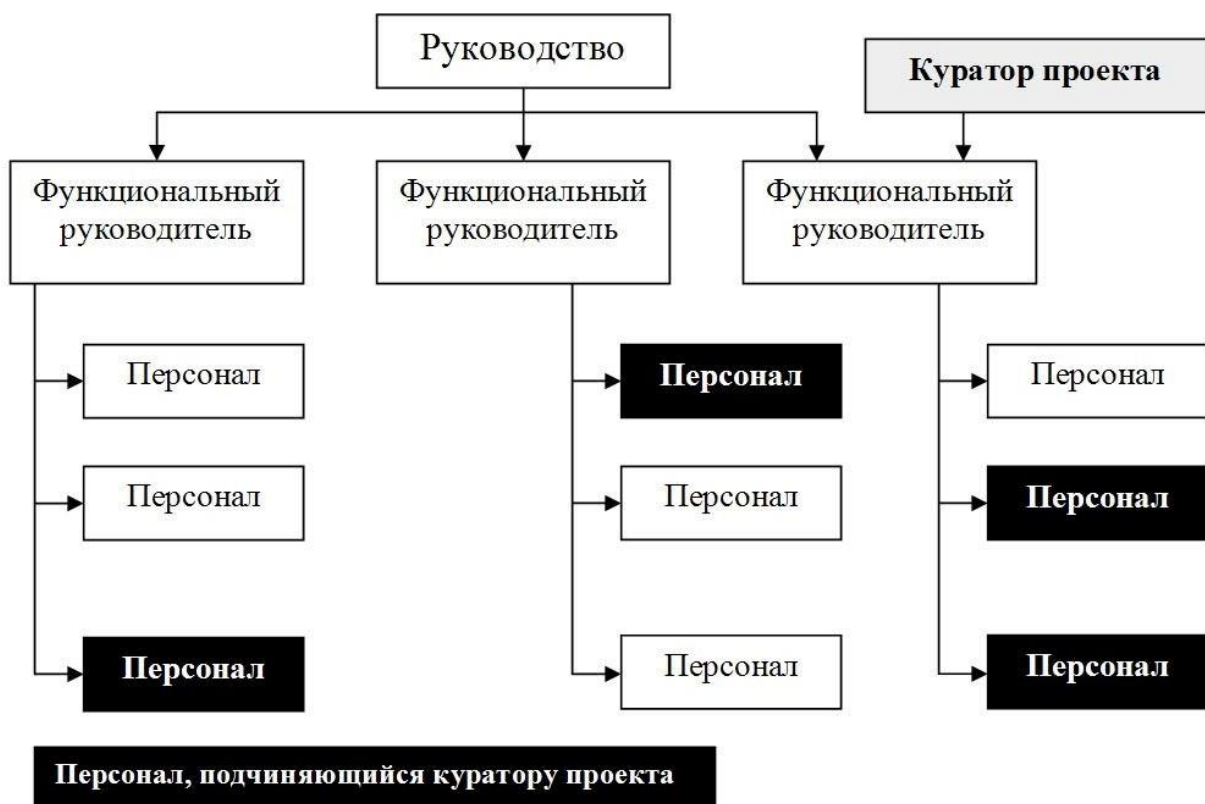 Руководство
Куратор проекта
Функциональный
руководитель
Функциональный
руководитель
Функциональный
руководитель
Персонал
Персонал
Персонал
Персонал
Персонал
Персонал
Персонал
Персонал
Персонал
Персонал, подчиняющийся куратору проекта